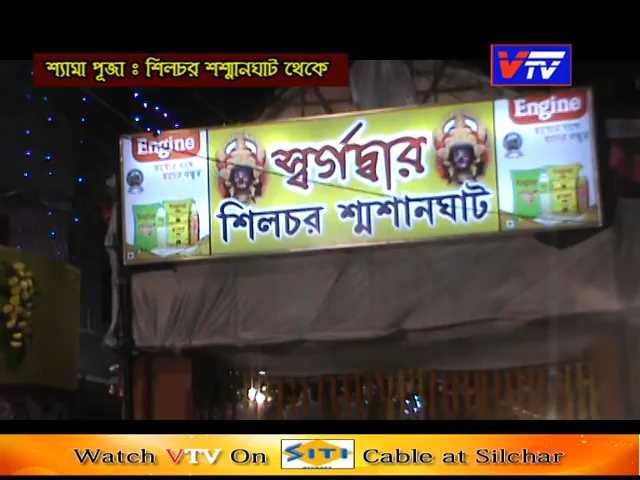 শ্যামা পূজা : শিলচর শশ্মানঘাট থেকে
VTV
Engine
স্বর্গদ্বার
শিলচর শ্মশানঘাট
Engine
Watch VTV On SITI Cable at Silchar